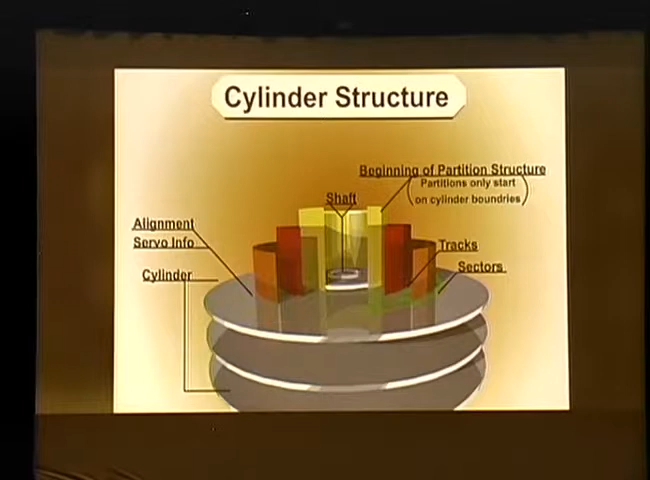 Cylinder Structure
Beginning of Partition Structure
Partitions only start
on cylinder boundries
Shaft
Alignment
Servo Info
Tracks
Sectors
Cylinder